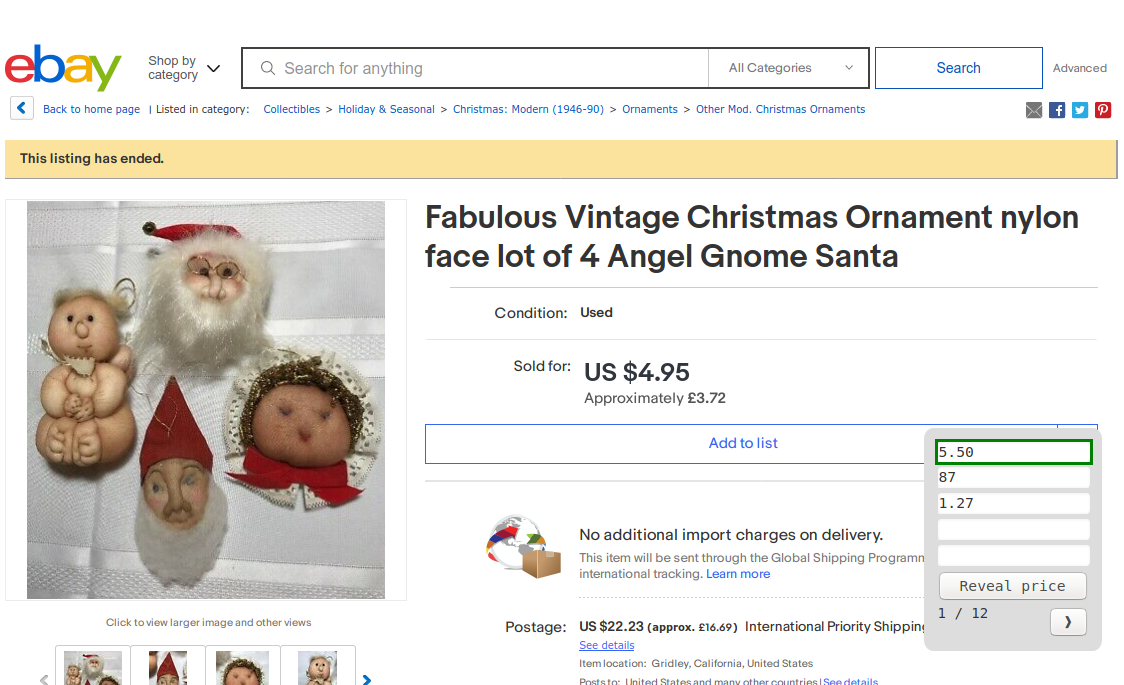 ebay
Shop by
category
Search for anything
All Categories
Search
Advanced
Back to home page | Listed in category: Collectibles > Holiday & Seasonal > Christmas: Modern (1946-90) > Ornaments > Other Mod. Christmas Ornaments
This listing has ended.
Fabulous Vintage Christmas Ornament nylon
face lot of 4 Angel Gnome Santa
Condition: Used
Sold for: US $4.95
Approximately £3.72
Add to list
5.50
87
1.27
Reveal price
1 / 12
No additional import charges on delivery.
This item will be sent through the Global Shipping Programm
international tracking. Learn more
Click to view larger image and other views
Postage: US $22.23 (approx. £16.69) International Priority Shipping
See details
Item location: Gridley, California, United States
Posts to: United States and many other countries | See details